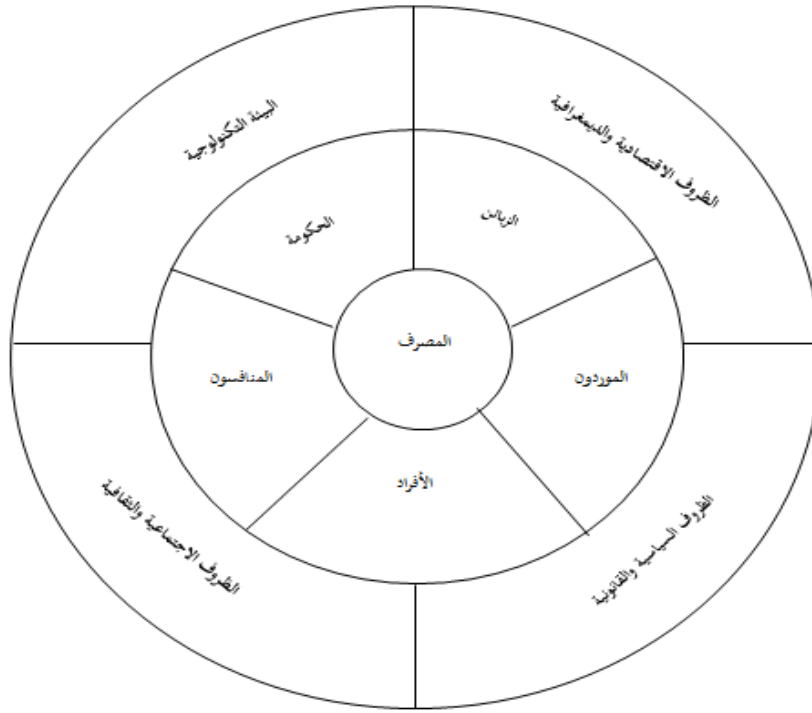 البيئة التكنولوجية
الظروف الاقتصادية والديمغرافية
الحكومة
الزبائن
المصرف
المنافسون
الموردون
الأفراد
الظروف الاجتماعية والثقافية
الظروف السياسية والقانونية